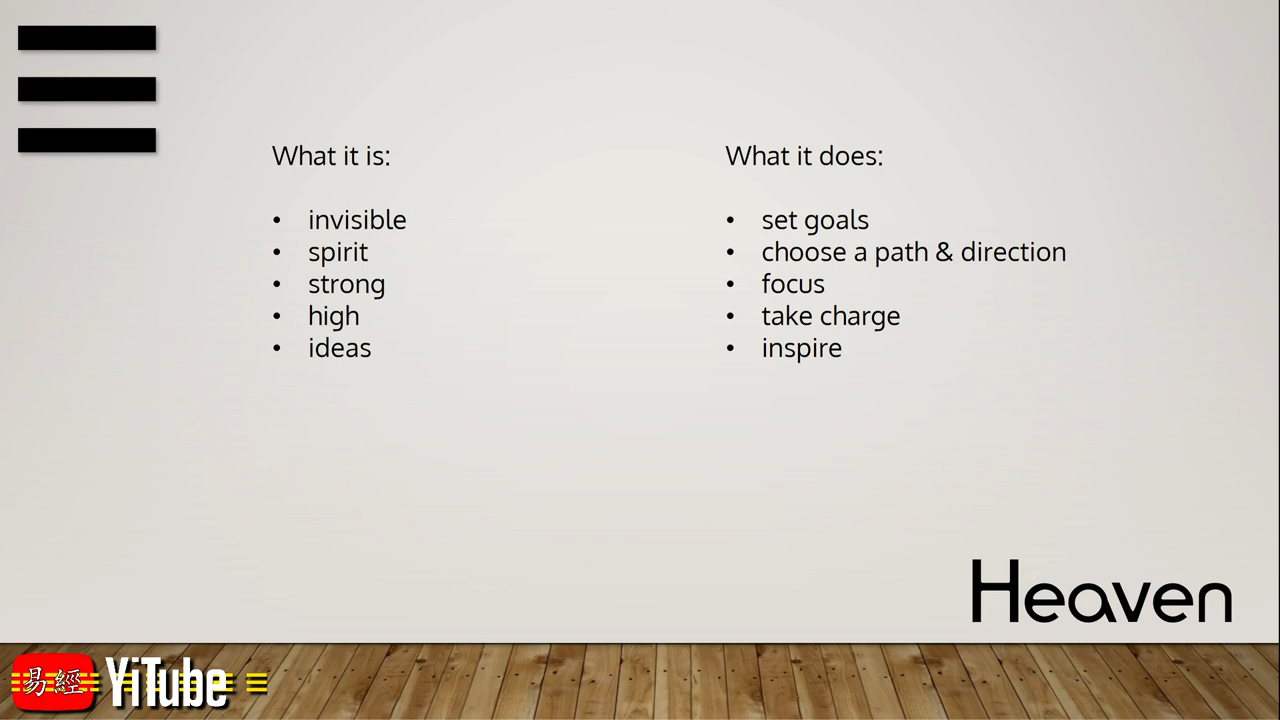 What it is:
• invisible
• spirit
• strong
• high
• ideas
What it does:
• set goals
• choose a path & direction
• focus
• take charge
• inspire
Heaven
易經 YiTube